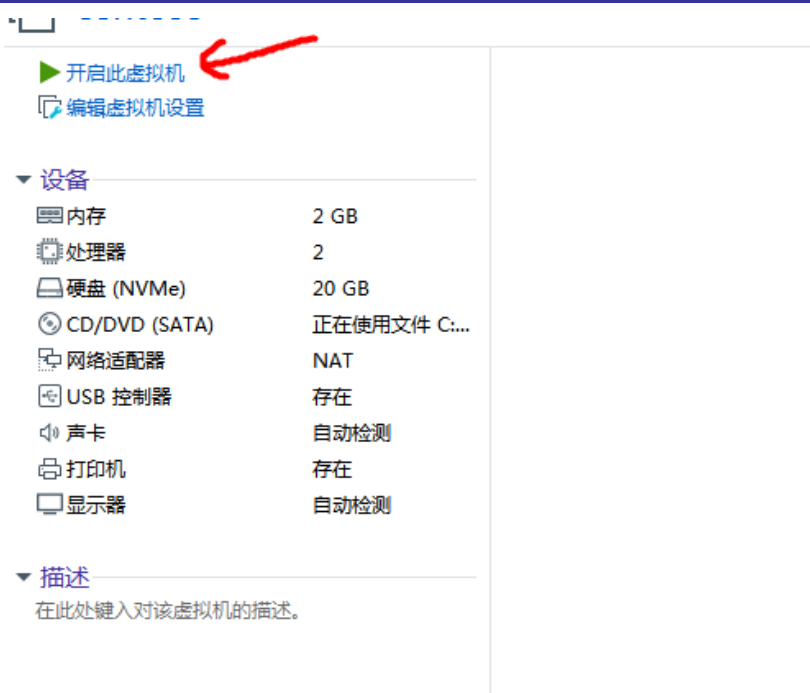 开启此虚拟机
编辑虚拟机设置
设备
内存 2 GB
处理器 2
硬盘 (NVMe) 20 GB
CD/DVD (SATA) 正在使用文件 C:...
网络适配器 NAT
USB 控制器 存在
声卡 自动检测
打印机 存在
显示器 自动检测
描述
在此处键入对该虚拟机的描述。